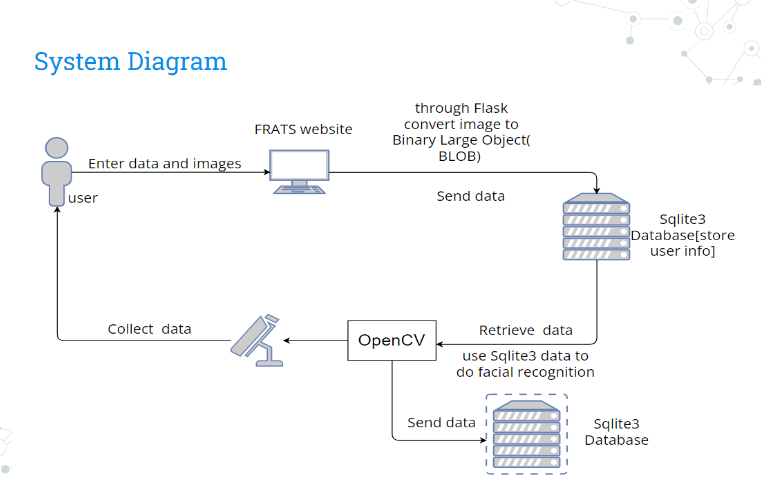 System Diagram
through Flask
convert image to
Binary Large Object(
BLOB)
FRATS website
Enter data and images
user
Send data
Sqlite3
Database[store
user info]
Collect data
OpenCV
Retrieve data
use Sqlite3 data to
do facial recognition
Send data
Sqlite3
Database